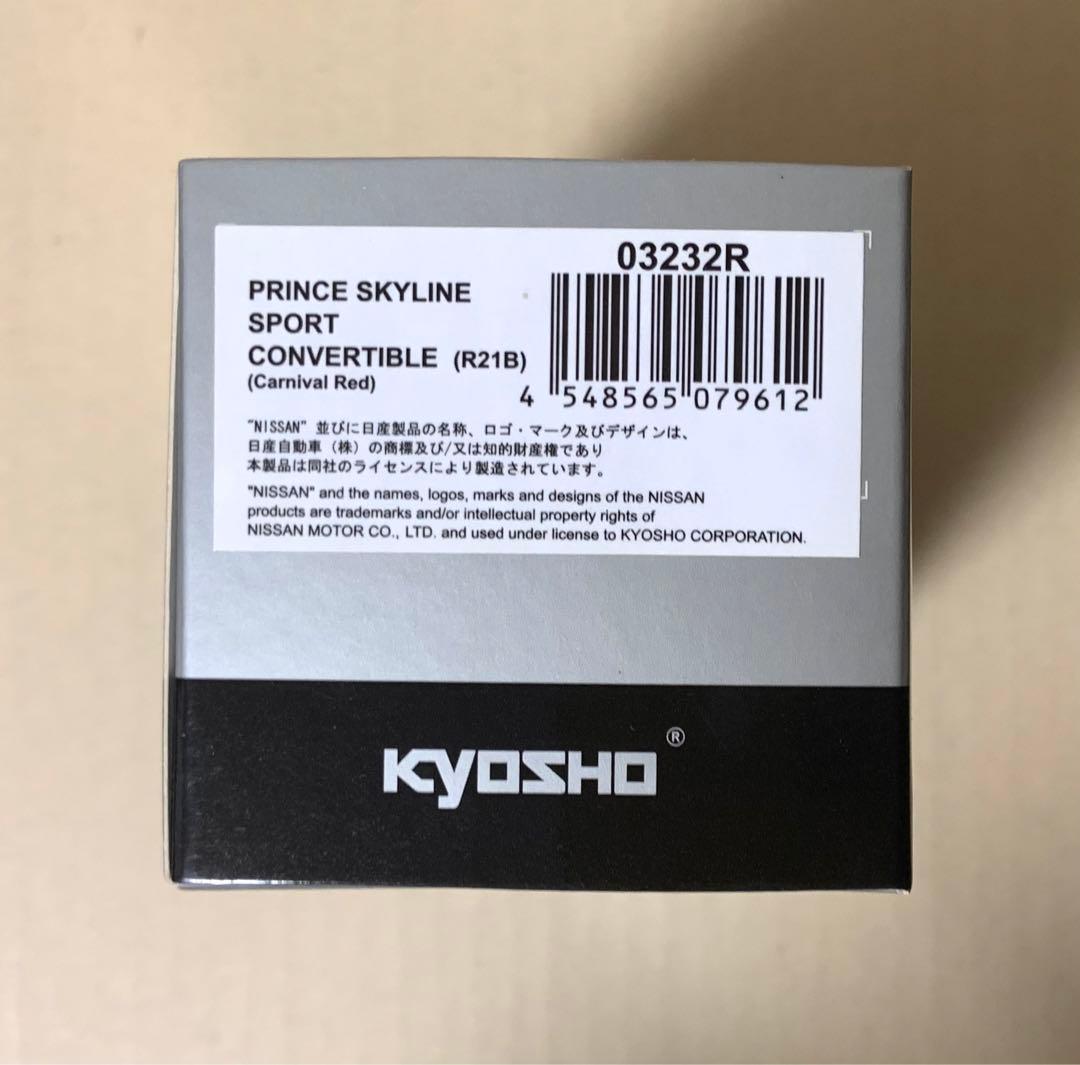 03232R
PRINCE SKYLINE
SPORT
CONVERTIBLE (R21B)
(Carnival Red)
4 548565 079612
"NISSAN" 並びに日産製品の名称、ロゴ・マーク及びデザインは、
日産自動車（株）の商標及び/又は知的財産権であり
本製品は同社のライセンスにより製造されています。
"NISSAN" and the names, logos, marks and designs of the NISSAN
products are trademarks and/or intellectual property rights of
NISSAN MOTOR CO., LTD. and used under license to KYOSHO CORPORATION.
KYOSHO®